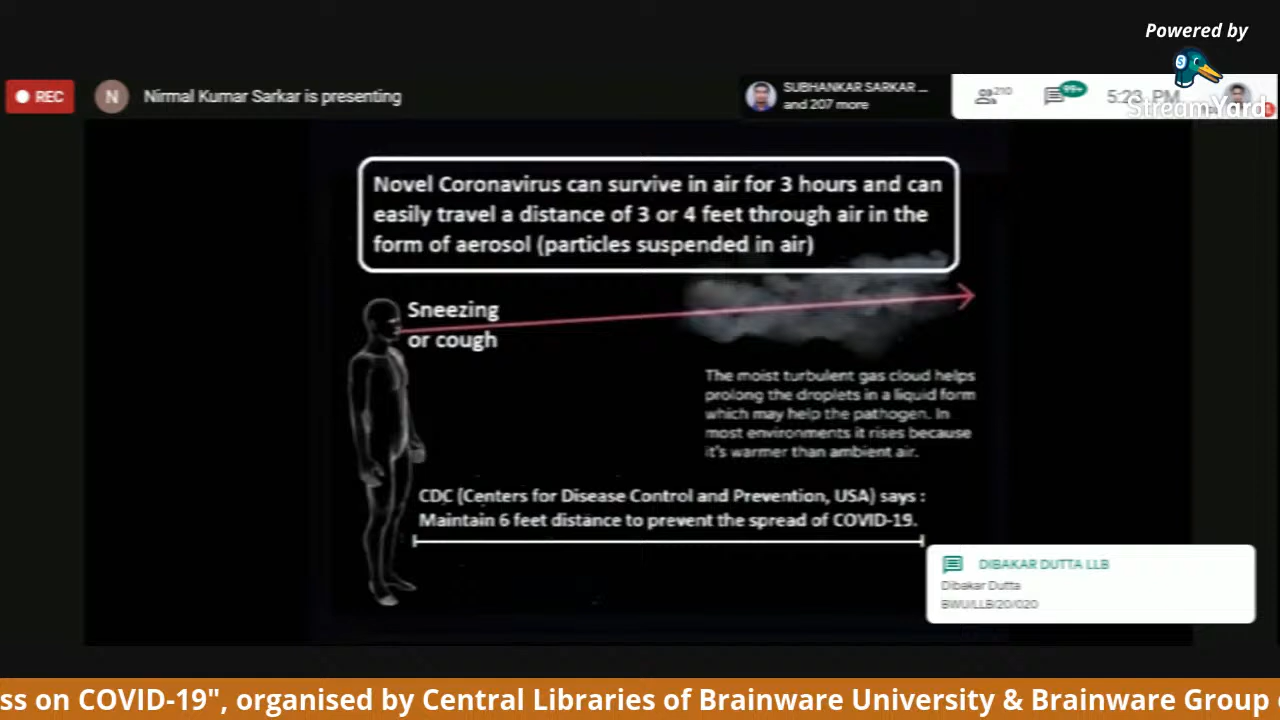 Powered by
StreamYard
REC
N
Nirmal Kumar Sarkar is presenting
SUBHANKAR SARKAR ...
and 207 more
210
99+
5:23 PM
Novel Coronavirus can survive in air for 3 hours and can
easily travel a distance of 3 or 4 feet through air in the
form of aerosol (particles suspended in air)
Sneezing
or cough
The moist turbulent gas cloud helps
prolong the droplets in a liquid form
which may help the pathogen. In
most environments it rises because
it's warmer than ambient air.
CDC (Centers for Disease Control and Prevention, USA) says :
Maintain 6 feet distance to prevent the spread of COVID-19.
DIBAKAR DUTTA LLB
Dibakar Dutta
BWU/LLB/20/020
ss on COVID-19", organised by Central Libraries of Brainware University & Brainware Group